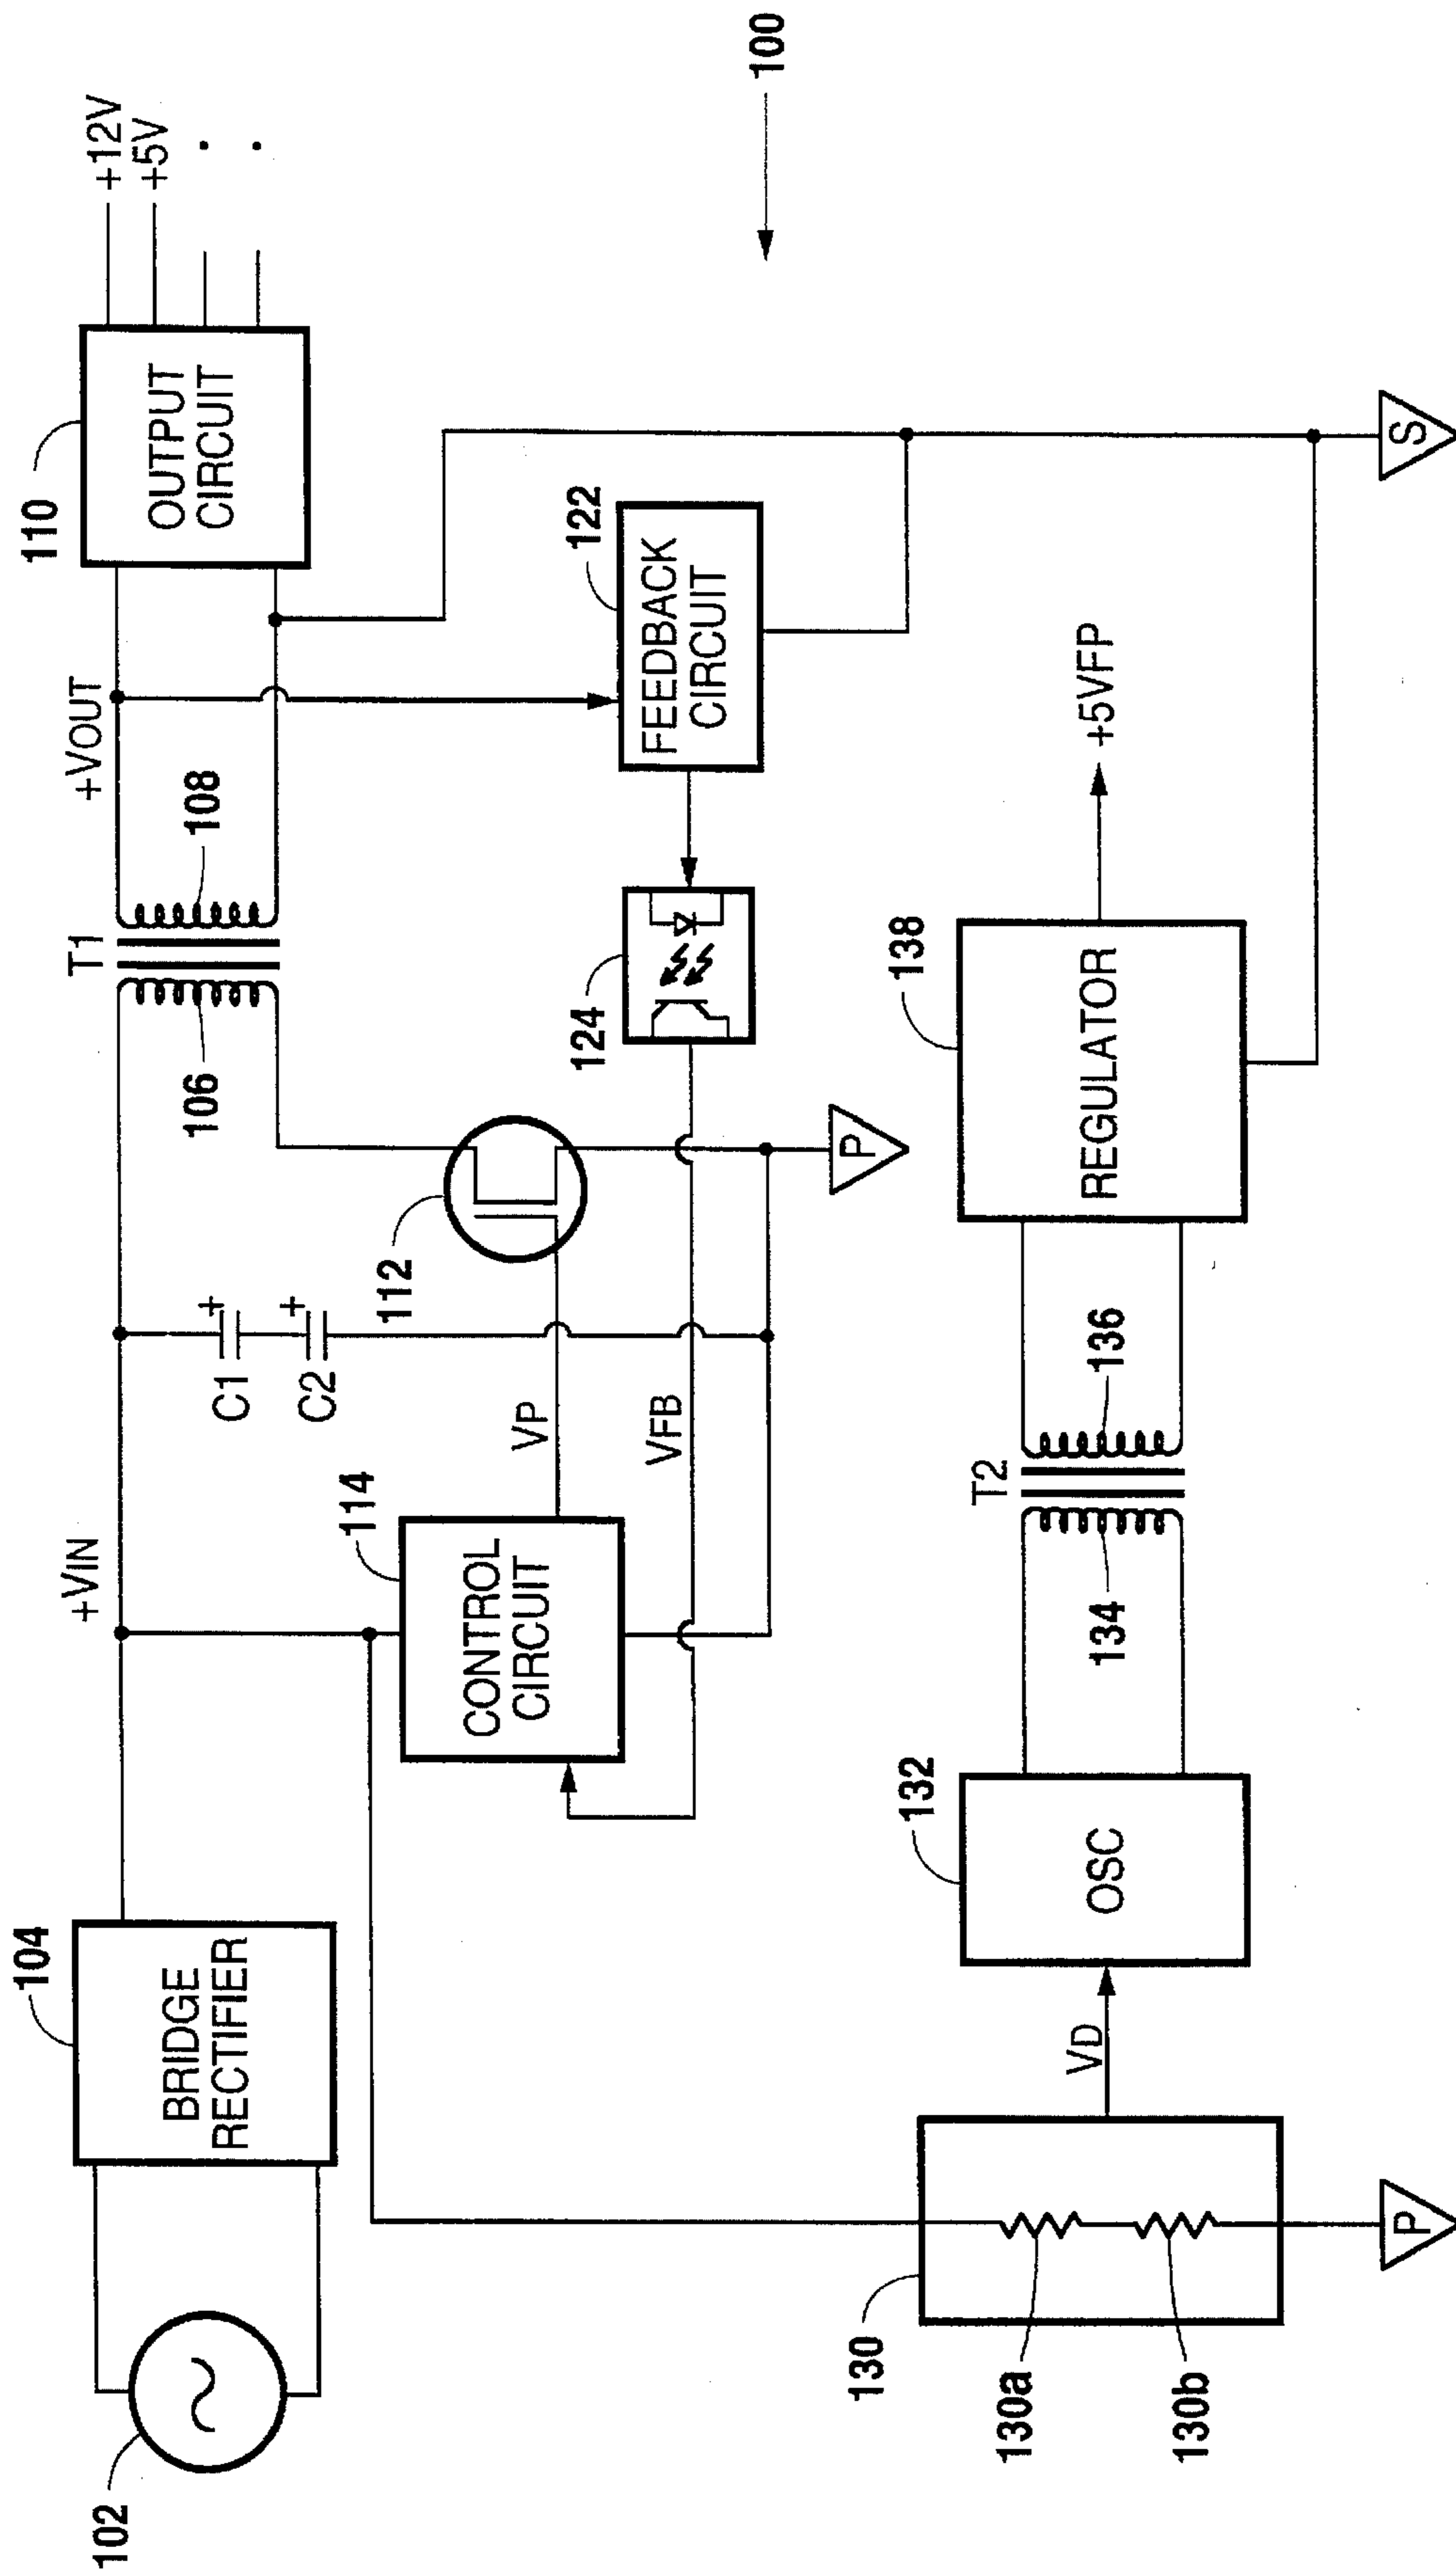 102
104
BRIDGE
RECTIFIER
+VIN
C1
+
C2
+
T1
106
108
+VOUT
110
OUTPUT
CIRCUIT
+12V
+5V
114
CONTROL
CIRCUIT
VP
VFB
112
P
124
122
FEEDBACK
CIRCUIT
100
130
130a
130b
P
VD
132
OSC
134
T2
136
138
REGULATOR
+5VFP
S